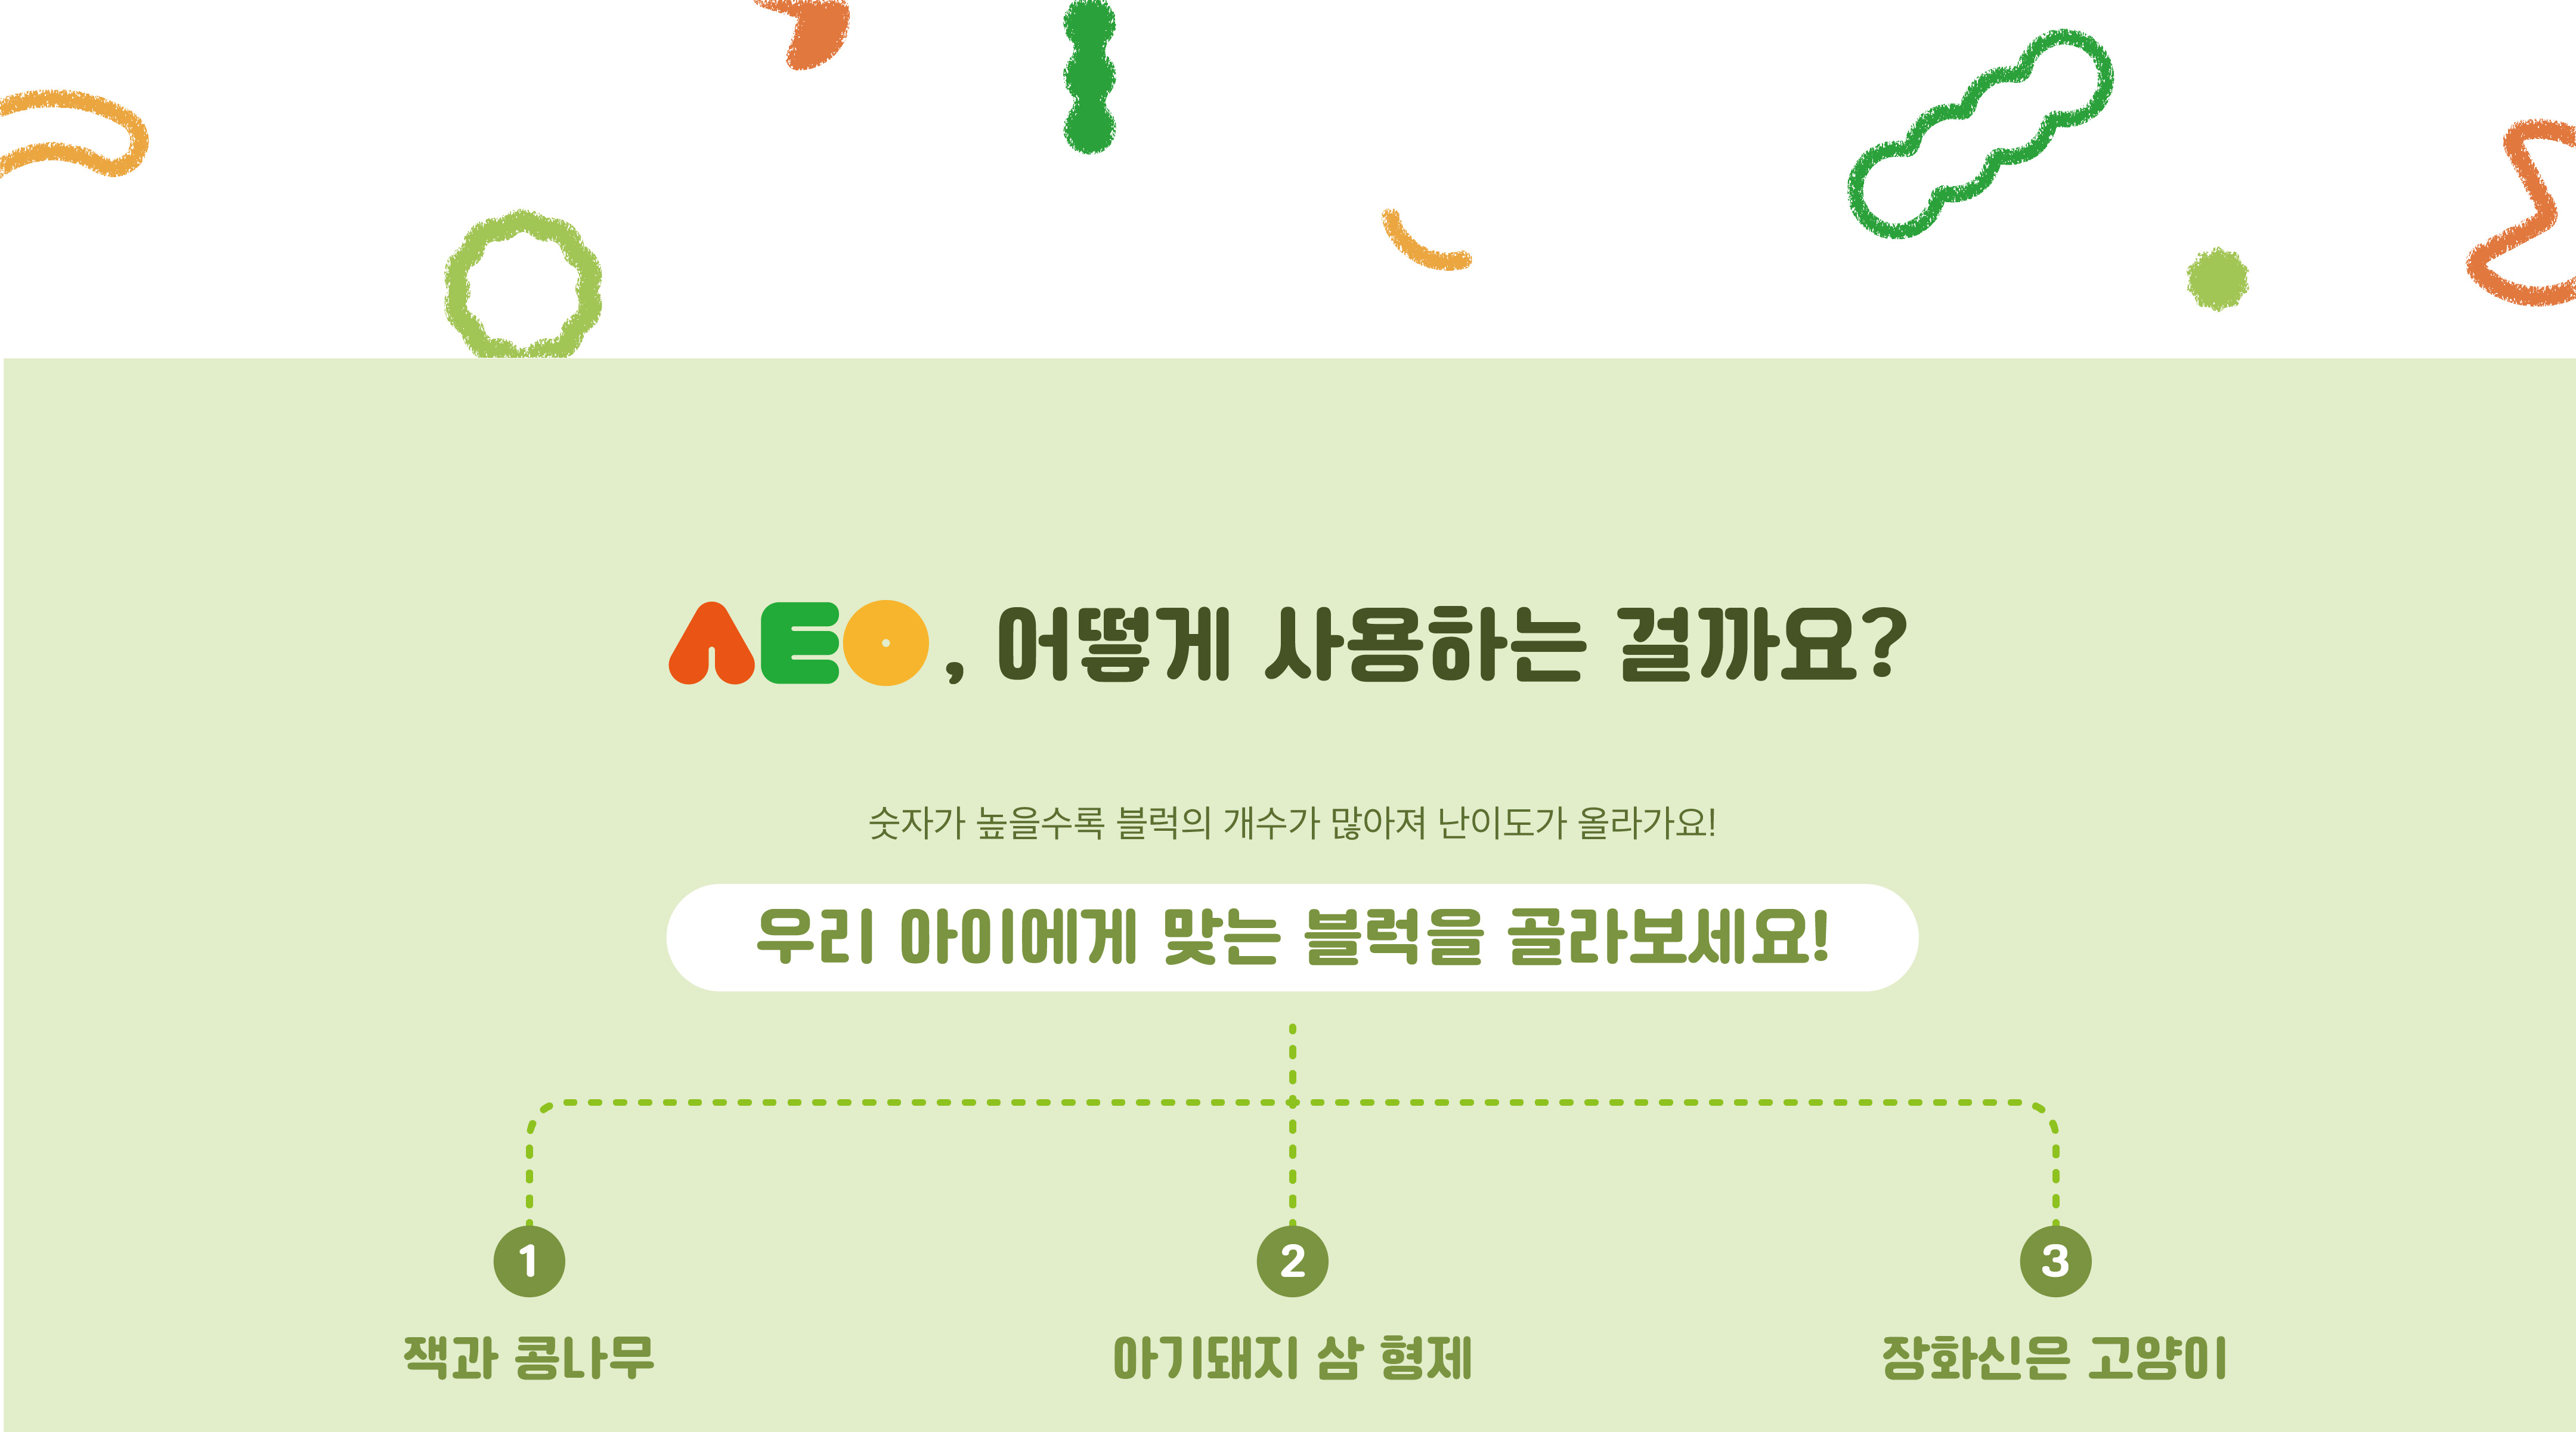 AEO, 어떻게 사용하는 걸까요?
숫자가 높을수록 블럭의 개수가 많아져 난이도가 올라가요!
우리 아이에게 맞는 블럭을 골라보세요!
1
2
3
잭과 콩나무
아기돼지 삼 형제
장화신은 고양이